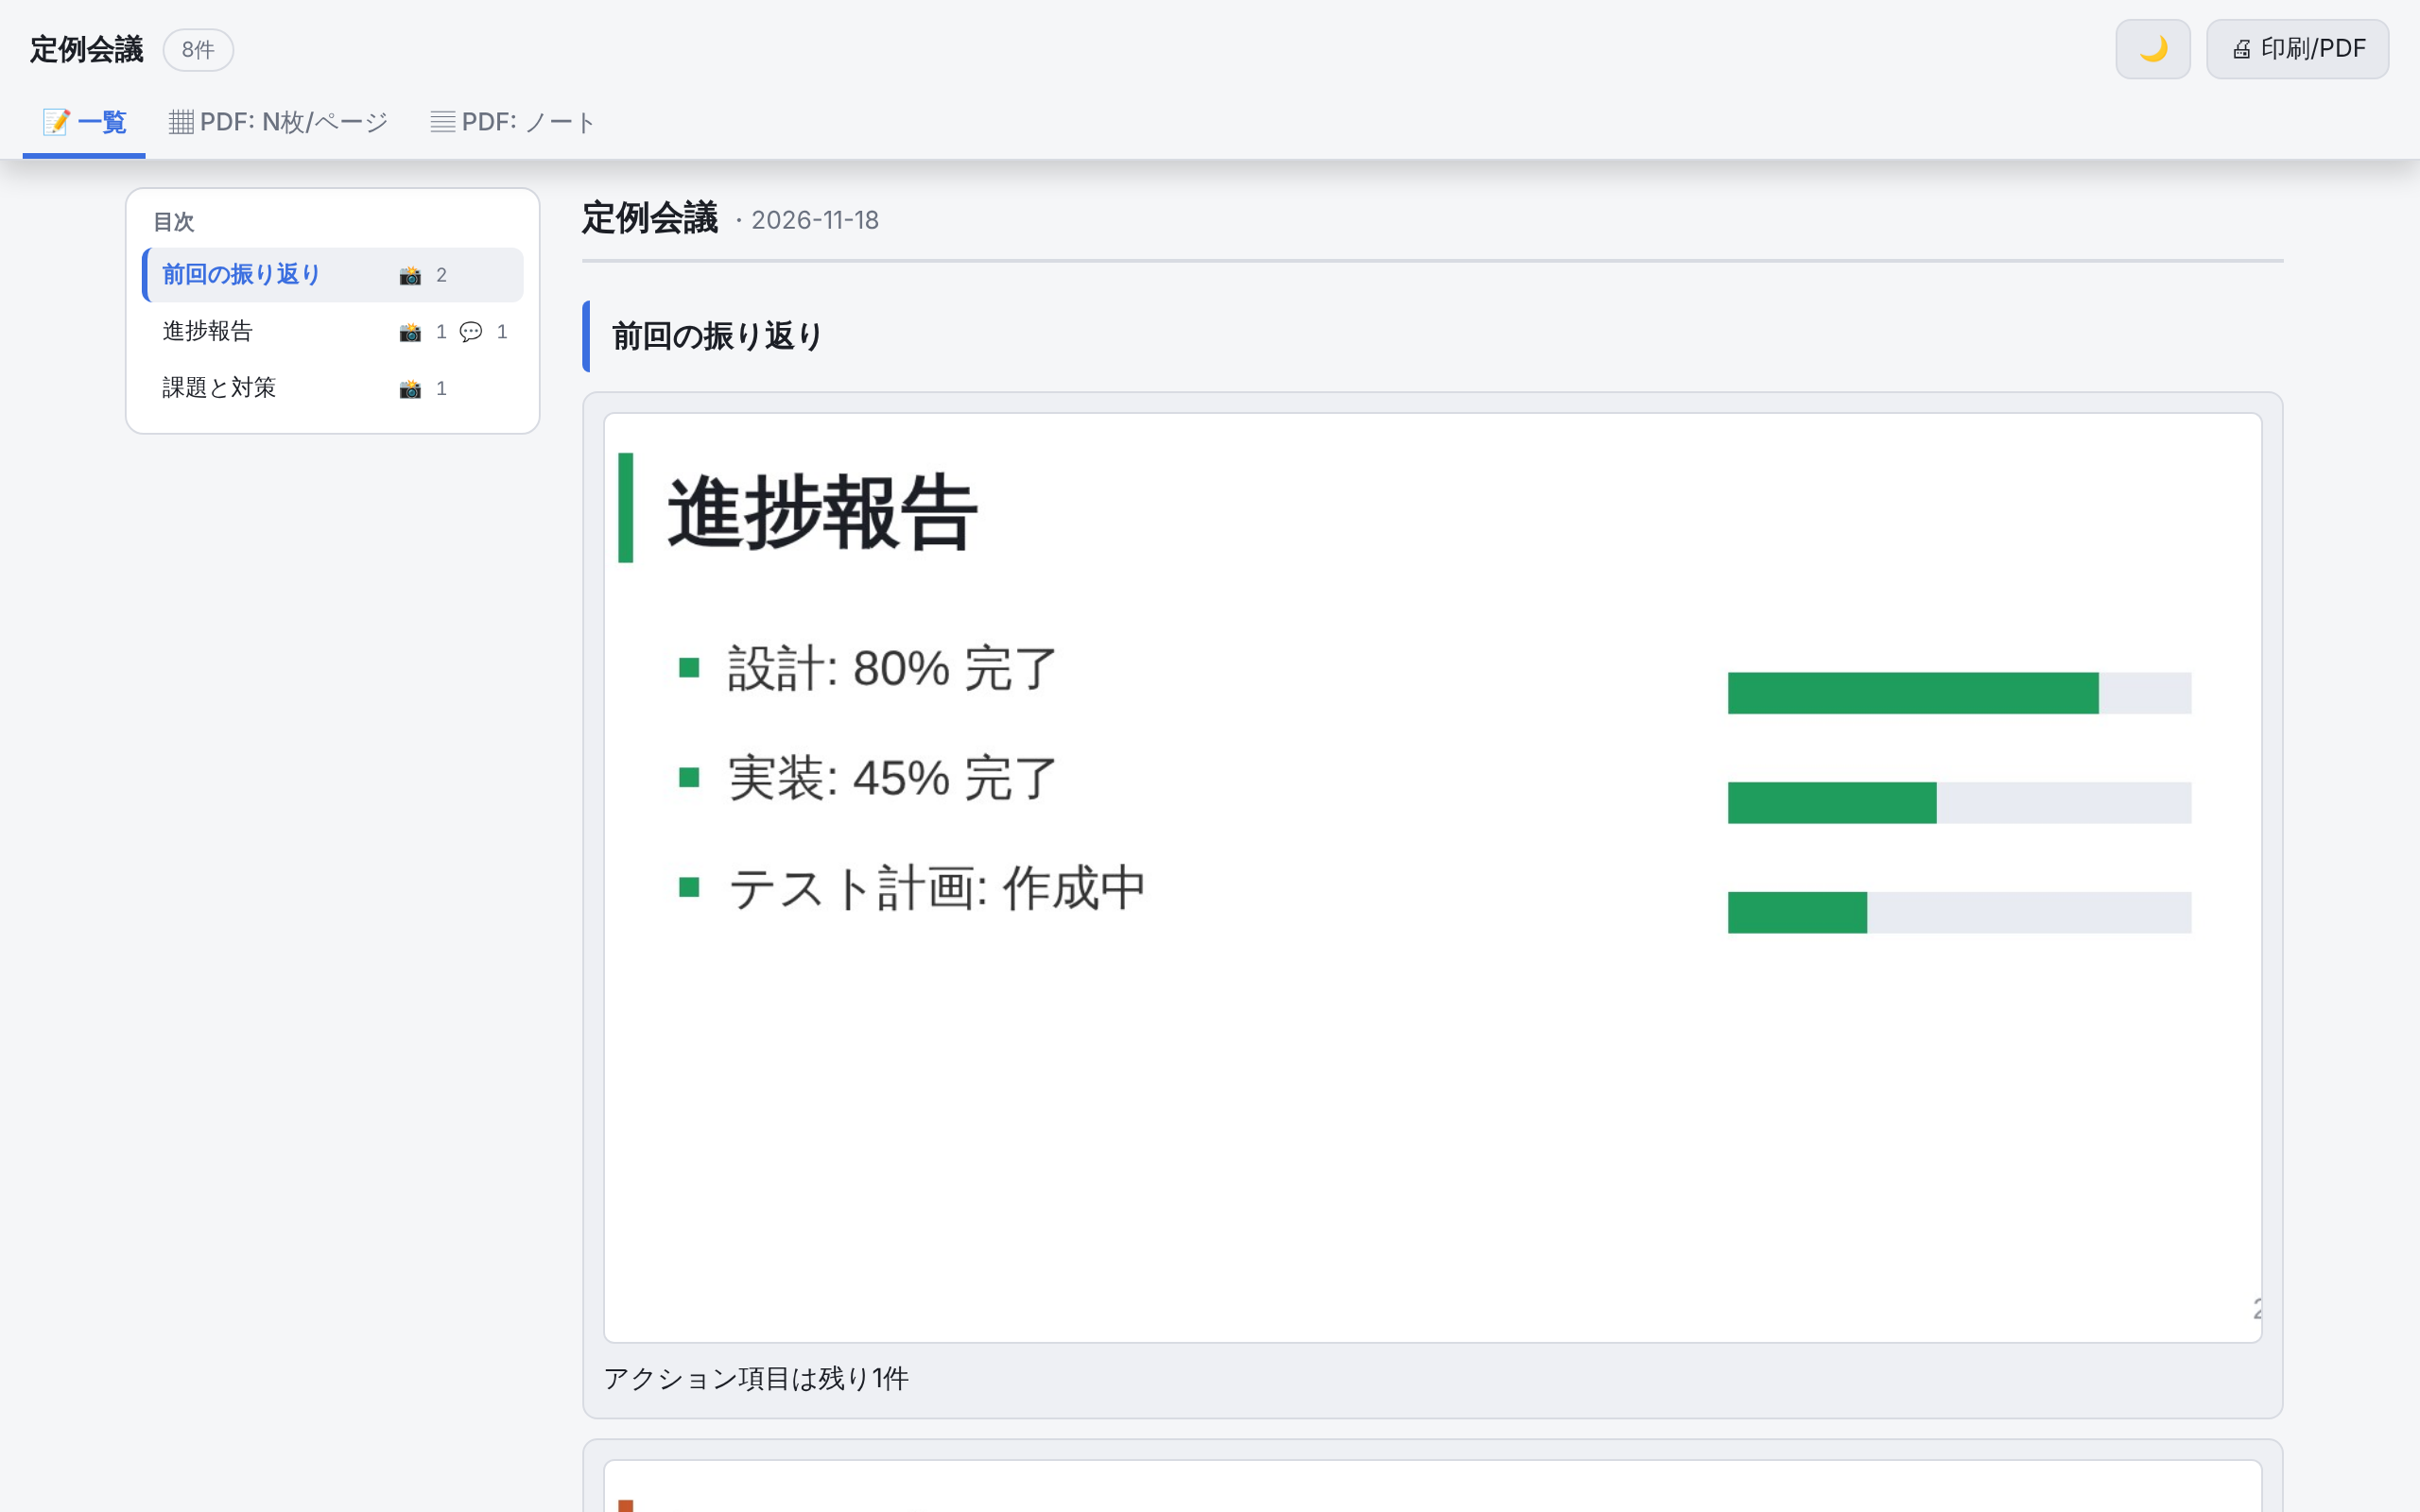 定例会議 8件
🌙 🖨 印刷/PDF
📝 一覧 ▦ PDF: N枚/ページ ▤ PDF: ノート
目次
前回の振り返り 📸 2
進捗報告 📸 1 💬 1
課題と対策 📸 1
定例会議 ・2026-11-18
前回の振り返り
進捗報告
設計: 80% 完了
実装: 45% 完了
テスト計画: 作成中
アクション項目は残り1件